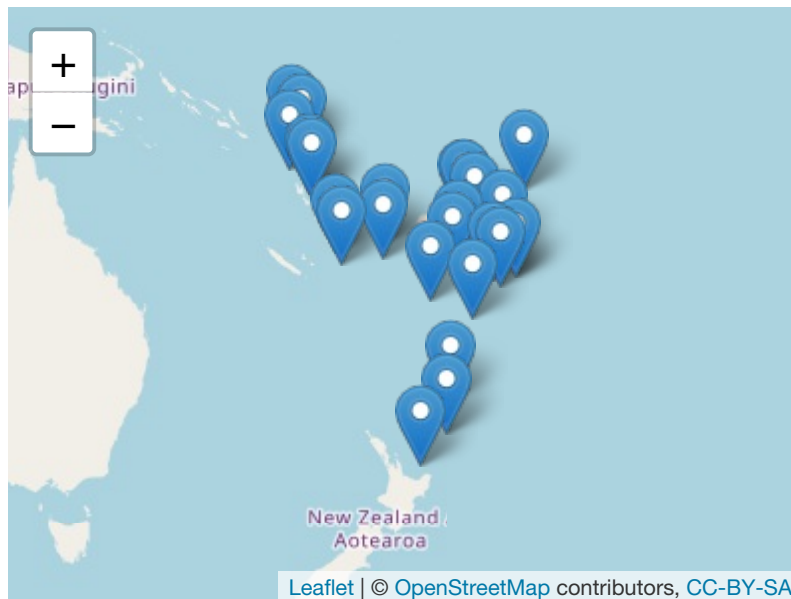 +
−
New Zealand
Aotearoa
Leaflet | © OpenStreetMap contributors, CC-BY-SA